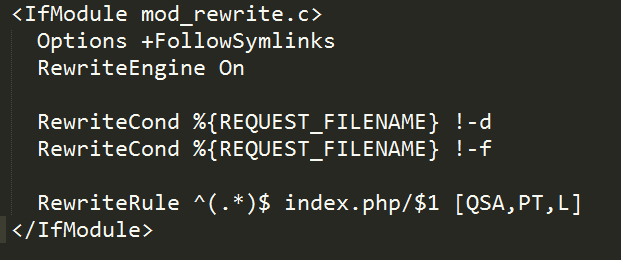 <IfModule mod_rewrite.c>
  Options +FollowSymlinks
  RewriteEngine On

  RewriteCond %{REQUEST_FILENAME} !-d
  RewriteCond %{REQUEST_FILENAME} !-f

  RewriteRule ^(.*)$ index.php/$1 [QSA,PT,L]
</IfModule>